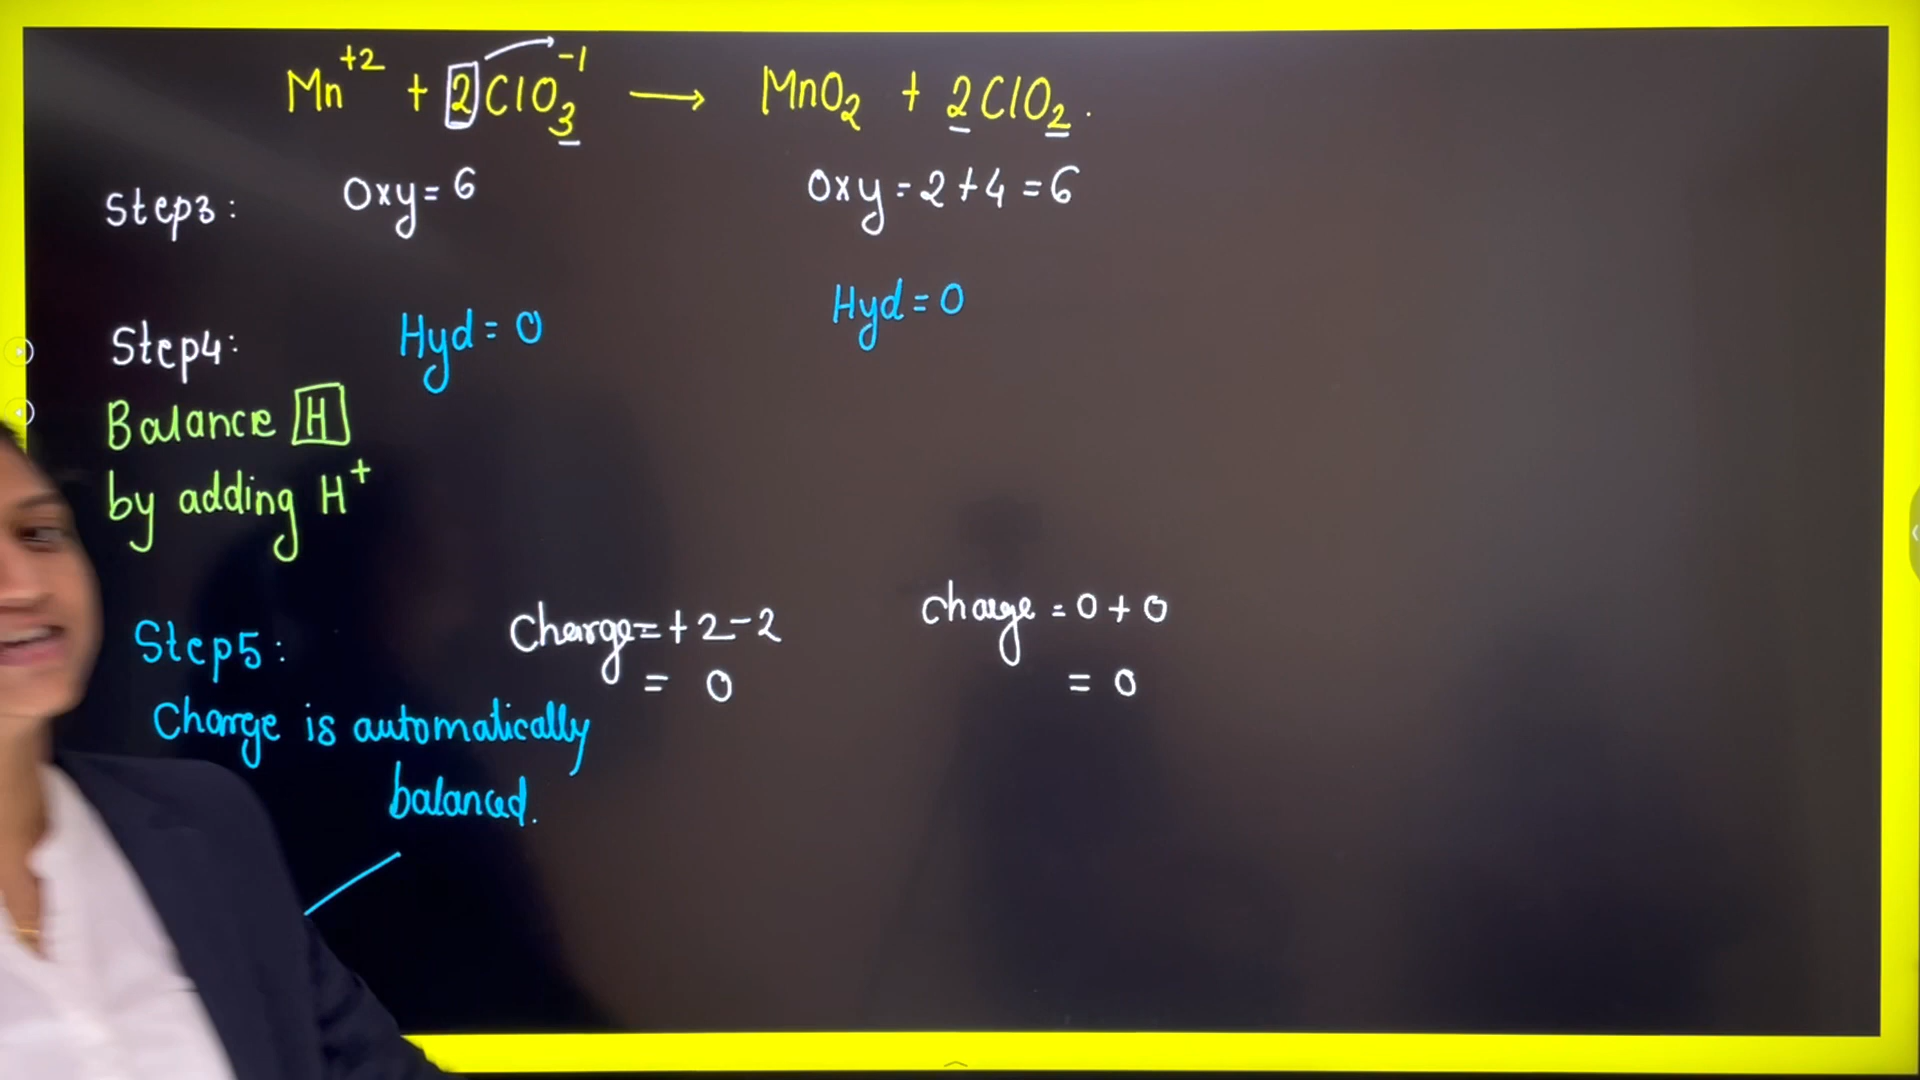 Mn+2 + 2ClO3-1 → MnO2 + 2ClO2.
Step3: Oxy= 6 Oxy = 2+4 = 6
Step4: Hyd = 0 Hyd = 0
Balance H
by adding H+
Step5: Charge= +2-2 Charge = 0+0
= 0 = 0
Charge is automatically
balanced.